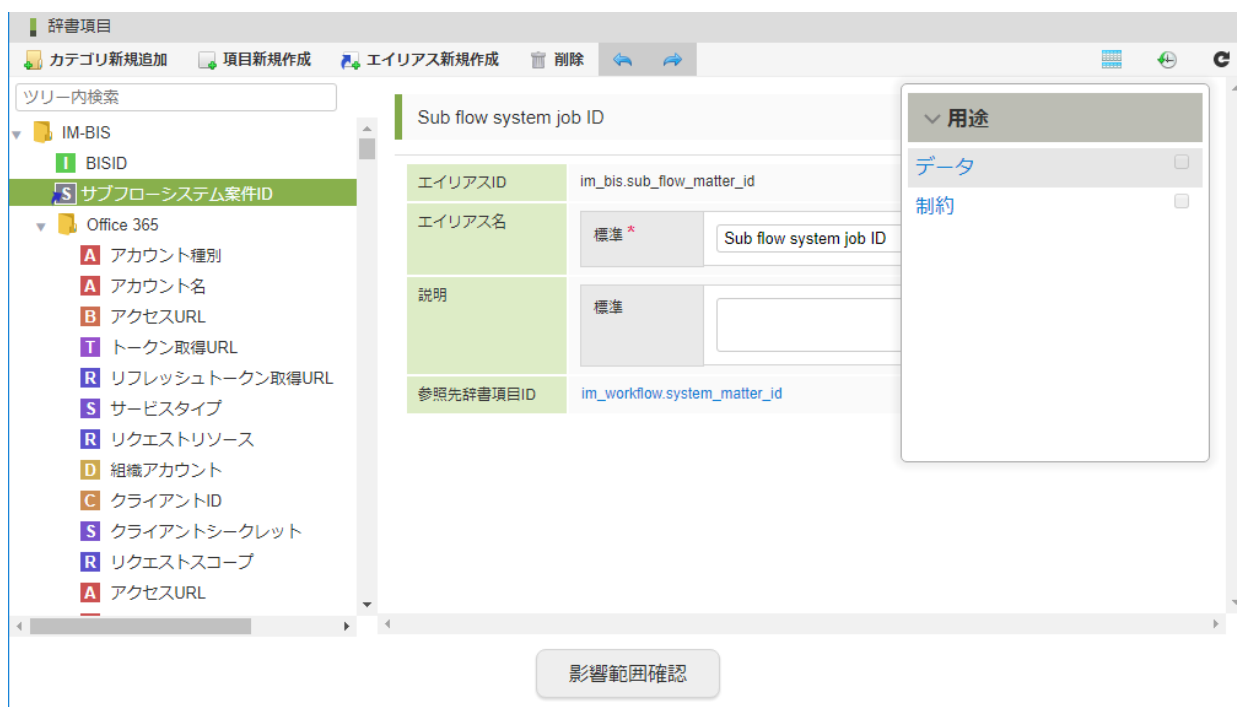 辞書項目
カテゴリ新規追加 項目新規作成 エイリアス新規作成 削除
ツリー内検索
IM-BIS
I BISID
S サブフローシステム案件ID
Office 365
A アカウント種別
A アカウント名
B アクセスURL
T トークン取得URL
R リフレッシュトークン取得URL
S サービスタイプ
R リクエストリソース
D 組織アカウント
C クライアントID
S クライアントシークレット
R リクエストスコープ
A アクセスURL
Sub flow system job ID
エイリアスID im_bis.sub_flow_matter_id
エイリアス名 標準 * Sub flow system job ID
説明 標準
参照先辞書項目ID im_workflow.system_matter_id
用途
データ
制約
影響範囲確認